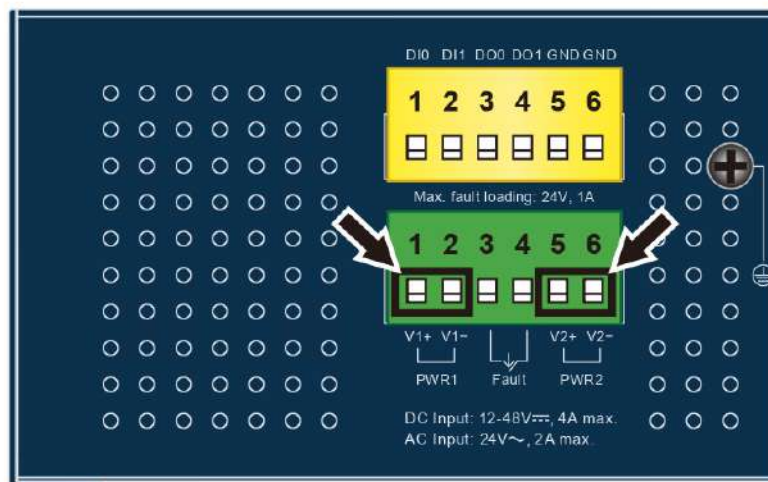 DI0 DI1 DO0 DO1 GND GND
1 2 3 4 5 6
Max. fault loading: 24V, 1A
1 2 3 4 5 6
V1+ V1− V2+ V2−
PWR1 Fault PWR2
DC Input: 12-48V⎓, 4A max.
AC Input: 24V～, 2A max.